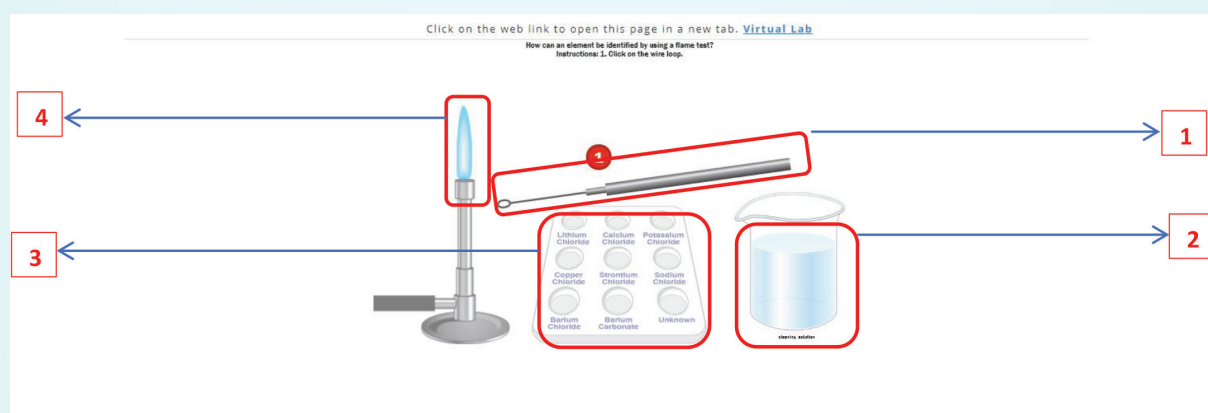 Click on the web link to open this page in a new tab. Virtual Lab
How can an element be identified by using a flame test?
Instructions: 1. Click on the wire loop.
4
1
1
Lithium Chloride
Calcium Chloride
Potassium Chloride
2
3
Copper Chloride
Strontium Chloride
Sodium Chloride
Barium Chloride
Barium Carbonate
Unknown
cleaning solution